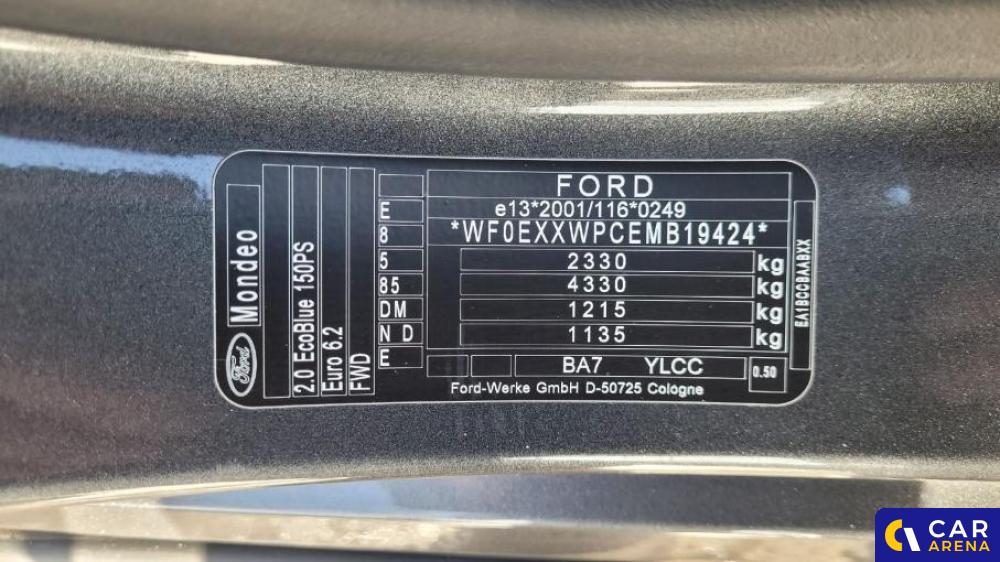 Mondeo
Ford
2.0 EcoBlue 150PS
Euro 6.2
FWD
E
8
5
85
DM
N D
E
FORD
e13*2001/116*0249
*WF0EXXWPCEMB19424*
2330 kg
4330 kg
1215 kg
1135 kg
BA7 YLCC
0.50
Ford-Werke GmbH D-50725 Cologne
EA1BCCBAABXX
CAR
ARENA